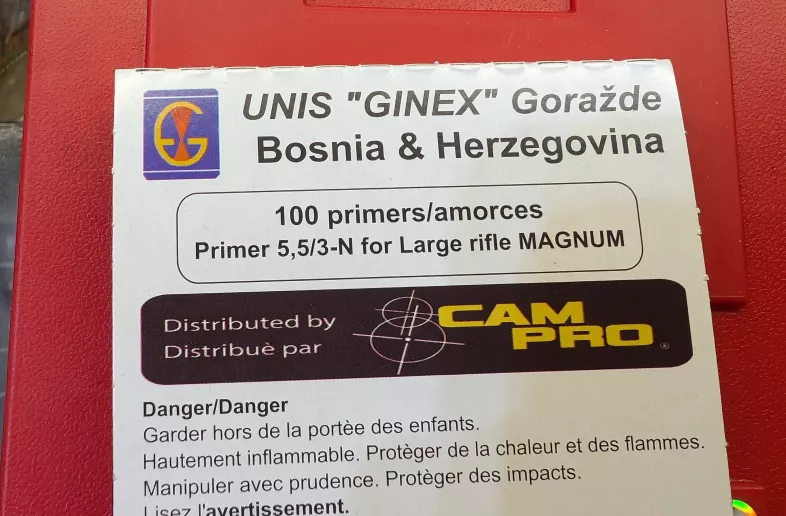 UNIS "GINEX" Goražde
Bosnia & Herzegovina
100 primers/amorces
Primer 5,5/3-N for Large rifle MAGNUM
Distributed by
Distribuè par
CAM
PRO
®
Danger/Danger
Garder hors de la portèe des enfants.
Hautement inflammable. Protèger de la chaleur et des flammes.
Manipuler avec prudence. Protèger des impacts.
Lisez l'avertissement.